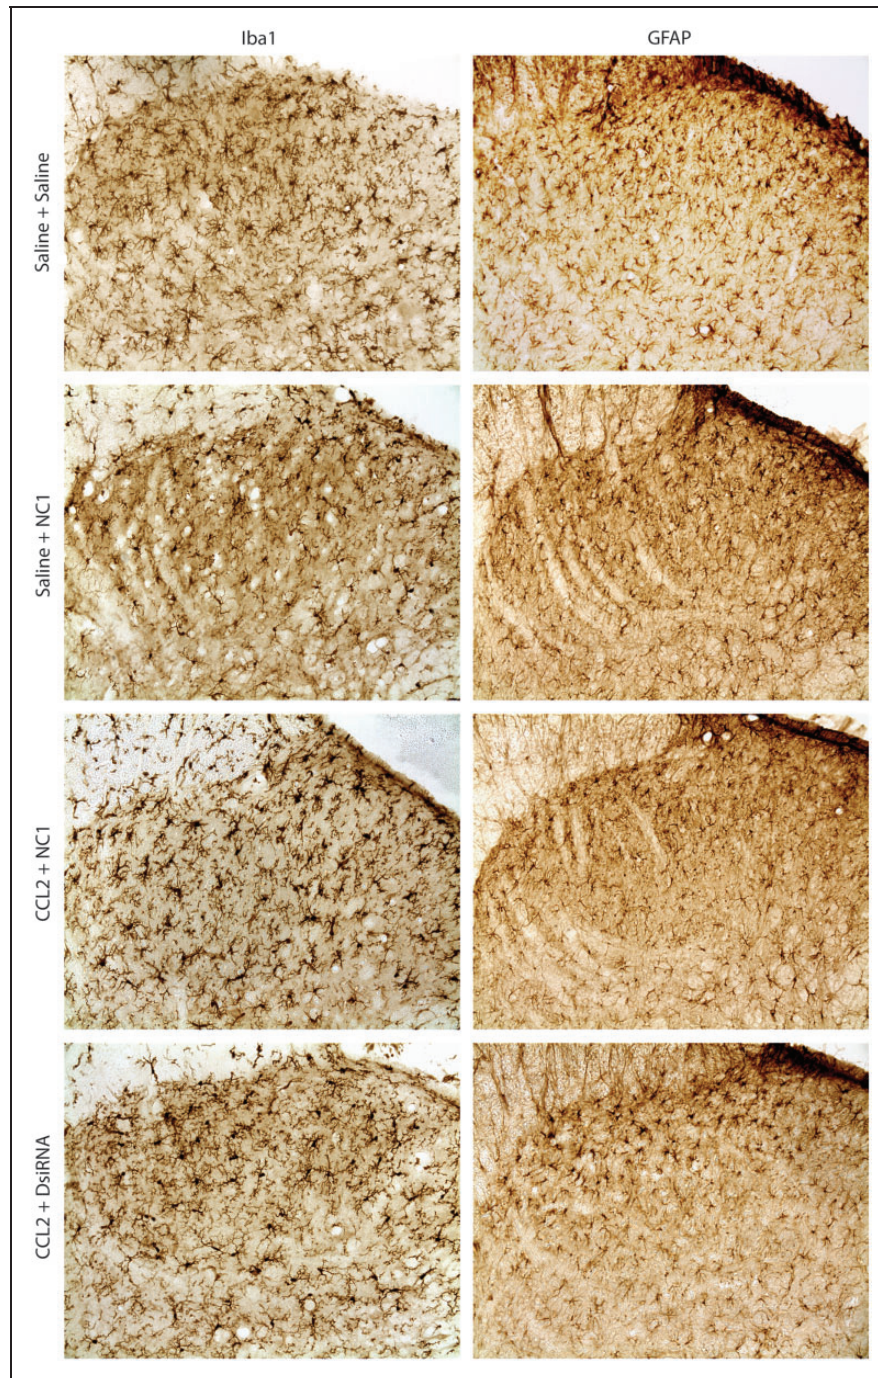 Iba1
GFAP
Saline + Saline
Saline + NC1
CCL2 + NC1
CCL2 + DsiRNA